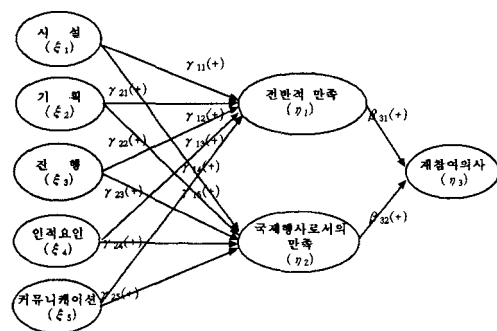 시 설
(ξ1)
γ11(+)
기 획
(ξ2)
γ21(+)
전반적 만족
(η1)
γ12(+)
β31(+)
γ22(+)
γ13(+)
진 행
(ξ3)
γ14(+)
재참여의사
(η3)
γ23(+)
γ15(+)
인적요인
(ξ4)
γ24(+)
국제행사로서의
만족
(η2)
β32(+)
커뮤니케이션
(ξ5)
γ25(+)